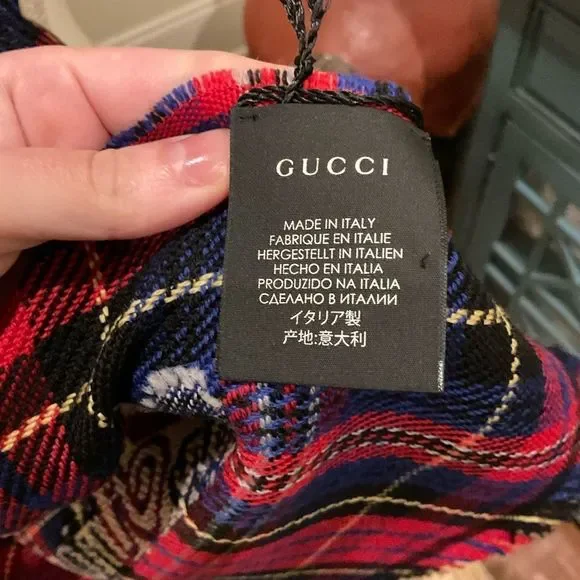 GUCCI
MADE IN ITALY
FABRIQUE EN ITALIE
HERGESTELLT IN ITALIEN
HECHO EN ITALIA
PRODUZIDO NA ITALIA
СДЕЛАНО В ИТАЛИИ
イタリア製
产地:意大利